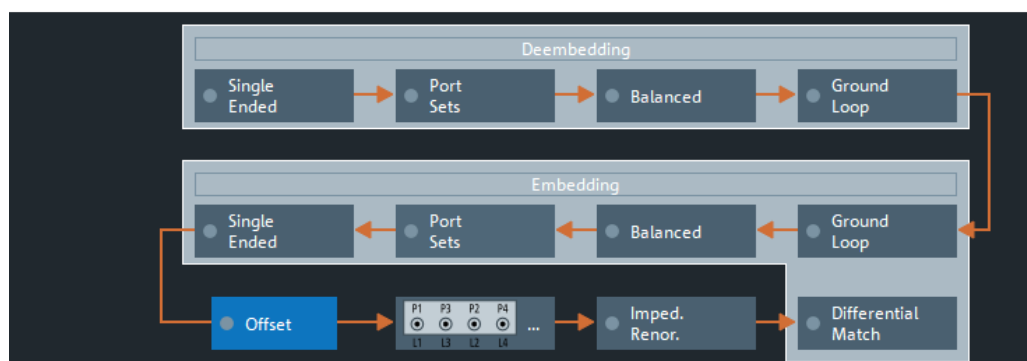 Deembedding
Single
Ended
Port
Sets
Balanced
Ground
Loop
Embedding
Single
Ended
Port
Sets
Balanced
Ground
Loop
Offset
P1 P3 P2 P4
...
L1 L3 L2 L4
Imped.
Renor.
Differential
Match